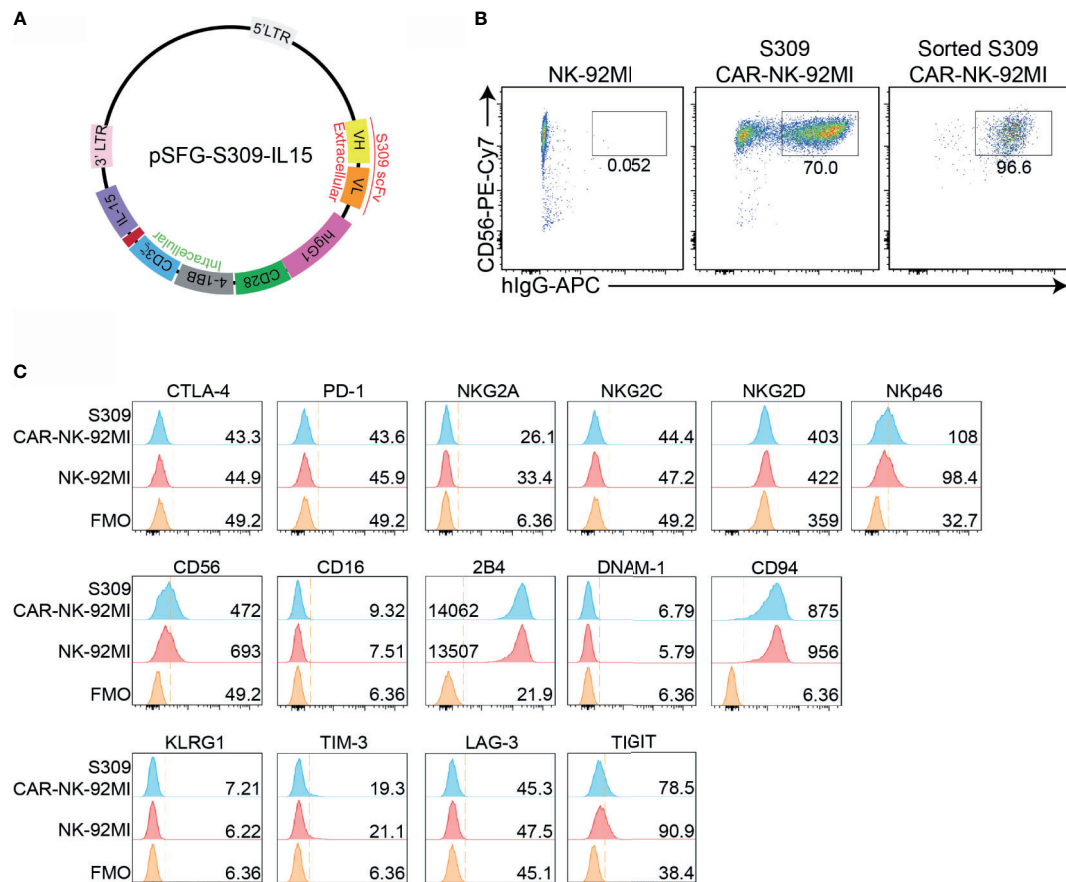 A
5'LTR
3' LTR
pSFG-S309-IL15
VH
VL
S309 scFv
Extracellular
IL-15
CD3ζ
Intracellular
4-1BB
CD28
hIgG1
B
NK-92MI
S309
CAR-NK-92MI
Sorted S309
CAR-NK-92MI
CD56-PE-Cy7
0.052
70.0
96.6
hIgG-APC
C
CTLA-4 PD-1 NKG2A NKG2C NKG2D NKp46
S309
CAR-NK-92MI 43.3 43.6 26.1 44.4 403 108
NK-92MI 44.9 45.9 33.4 47.2 422 98.4
FMO 49.2 49.2 6.36 49.2 359 32.7
CD56 CD16 2B4 DNAM-1 CD94
S309
CAR-NK-92MI 472 9.32 14062 6.79 875
NK-92MI 693 7.51 13507 5.79 956
FMO 49.2 6.36 21.9 6.36 6.36
KLRG1 TIM-3 LAG-3 TIGIT
S309
CAR-NK-92MI 7.21 19.3 45.3 78.5
NK-92MI 6.22 21.1 47.5 90.9
FMO 6.36 6.36 45.1 38.4